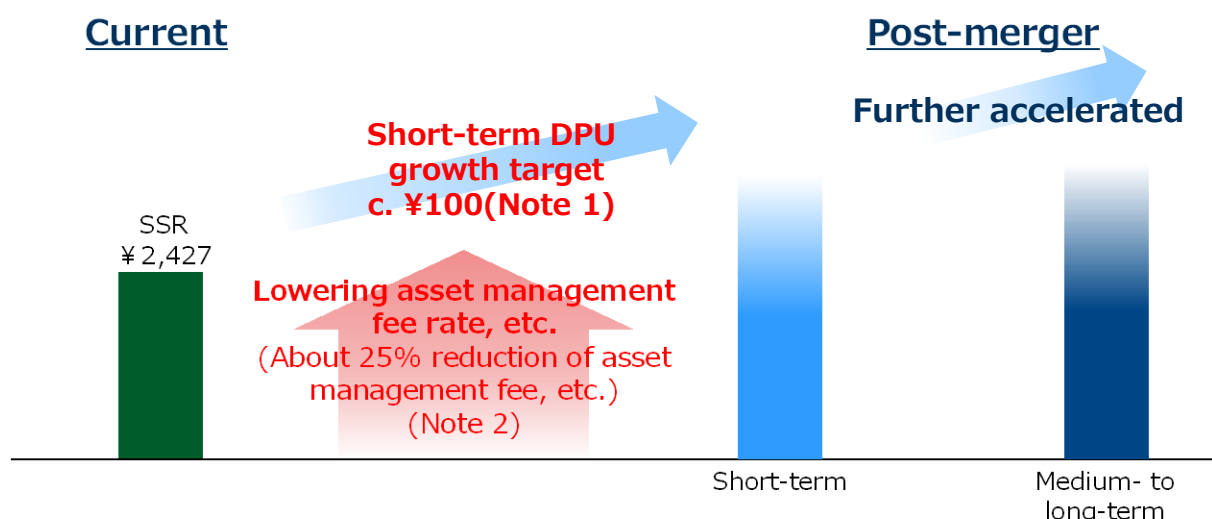 Current
Post-merger
Further accelerated
Short-term DPU
growth target
c. ¥100(Note 1)
SSR
¥2,427
Lowering asset management
fee rate, etc.
(About 25% reduction of asset
management fee, etc.)
(Note 2)
Short-term
Medium- to
long-term